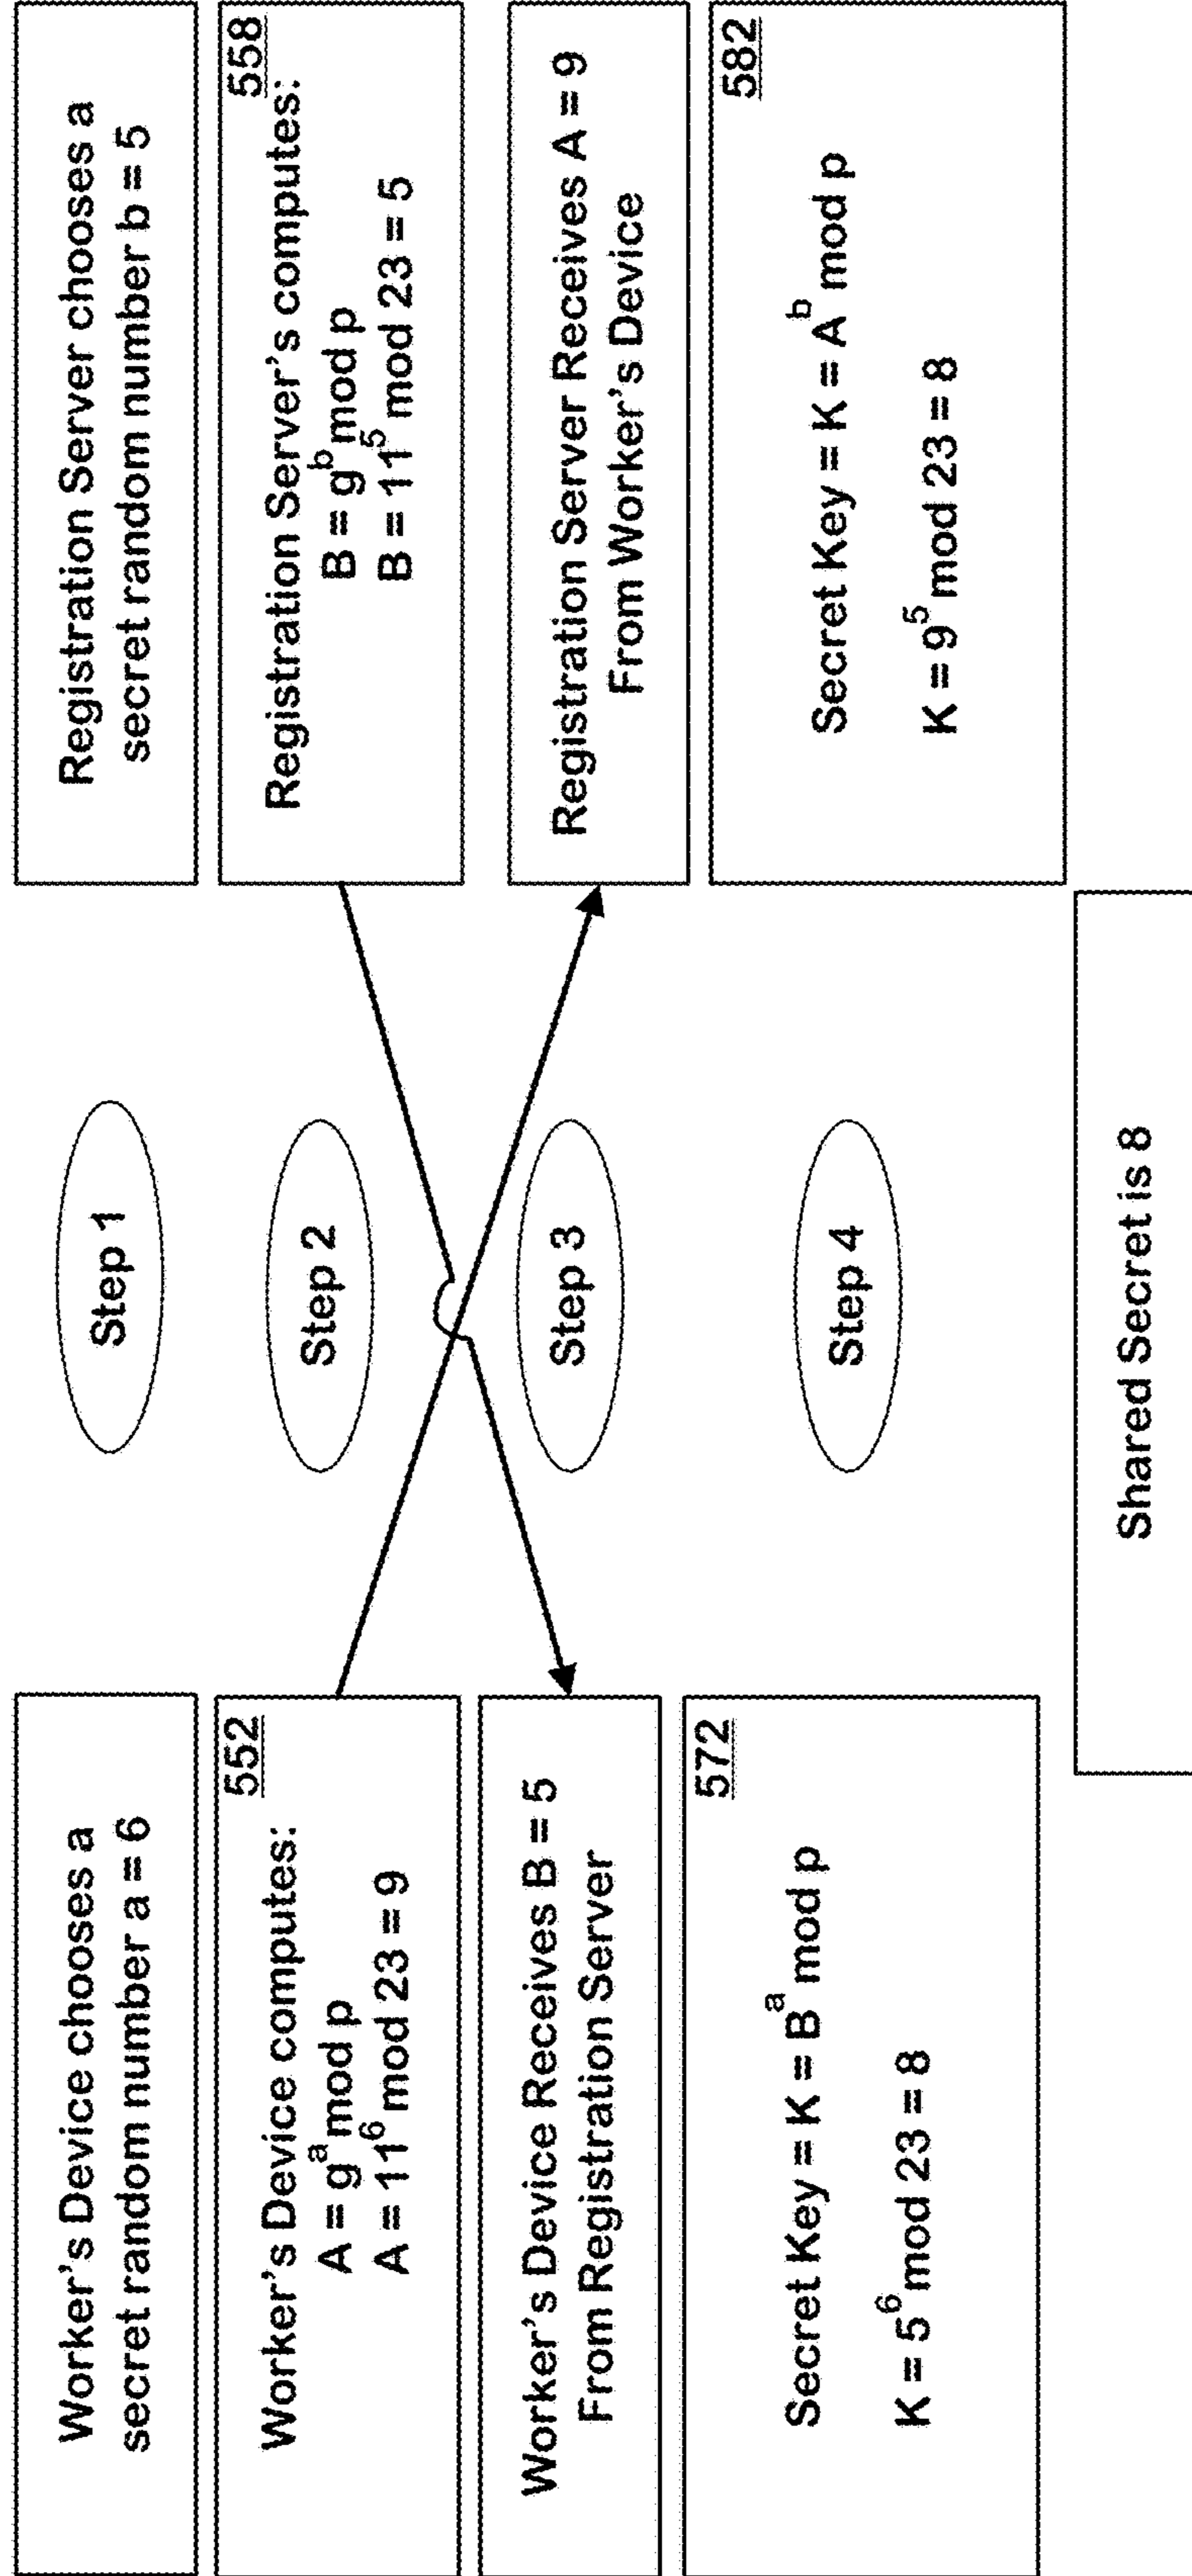 Worker's Device chooses a
secret random number a = 6
Step 1
Registration Server chooses a
secret random number b = 5
552
Worker's Device computes:
A = g^a mod p
A = 11^6 mod 23 = 9
Step 2
558
Registration Server's computes:
B = g^b mod p
B = 11^5 mod 23 = 5
Worker's Device Receives B = 5
From Registration Server
Step 3
Registration Server Receives A = 9
From Worker's Device
572
Secret Key = K = B^a mod p
K = 5^6 mod 23 = 8
Step 4
582
Secret Key = K = A^b mod p
K = 9^5 mod 23 = 8
Shared Secret is 8